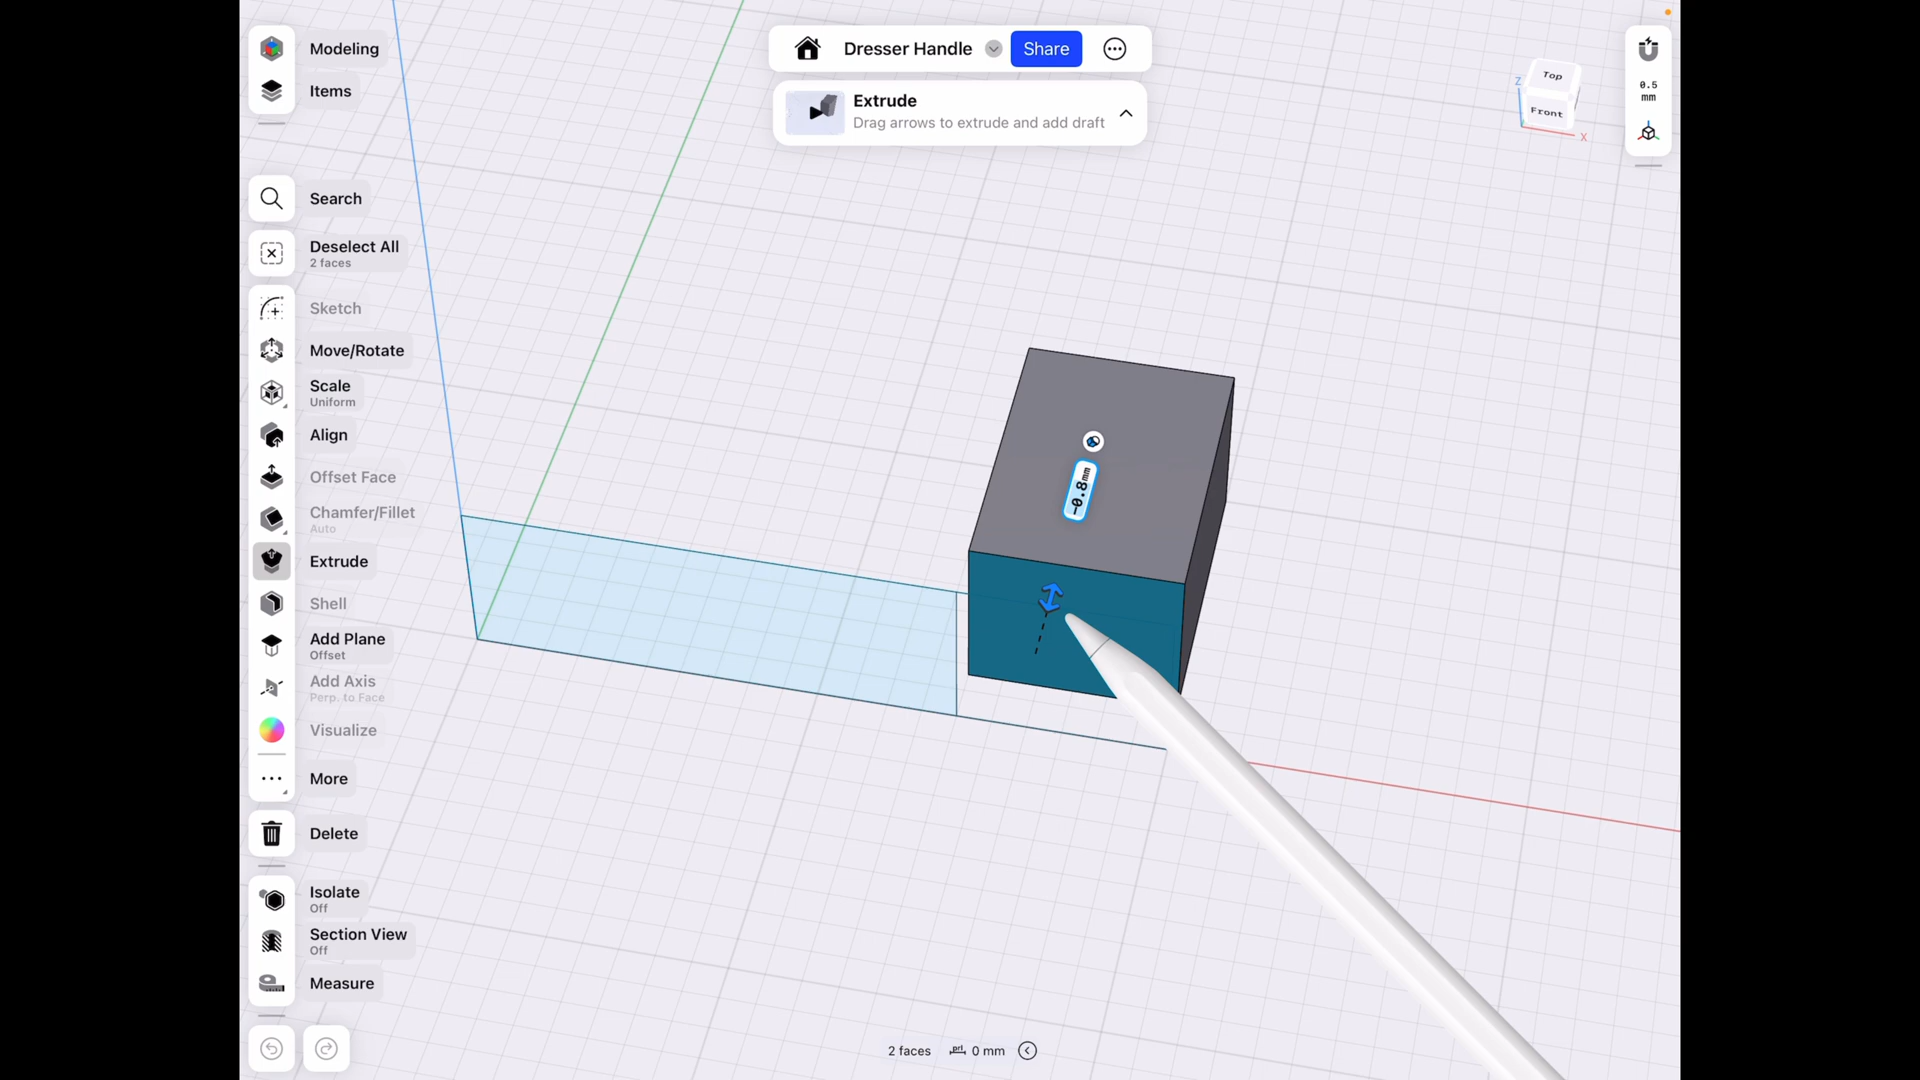 Modeling
Items
Search
Deselect All
2 faces
Sketch
Move/Rotate
Scale
Uniform
Align
Offset Face
Chamfer/Fillet
Auto
Extrude
Shell
Add Plane
Offset
Add Axis
Perp. to Face
Visualize
More
Delete
Isolate
Off
Section View
Off
Measure
Dresser Handle
Share
Extrude
Drag arrows to extrude and add draft
Top
Front
Z
X
0.5
mm
-0.8mm
2 faces
prl
0 mm